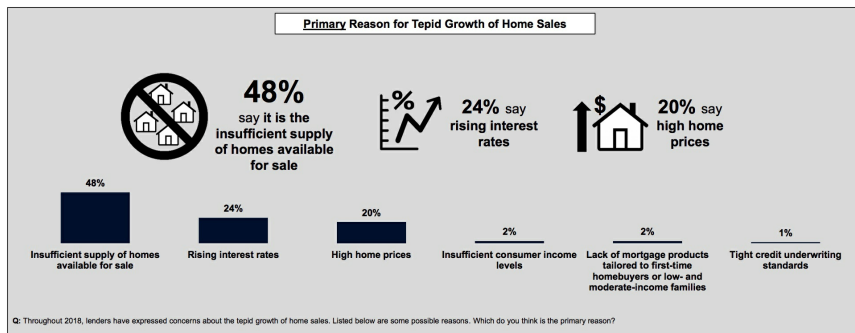 Primary Reason for Tepid Growth of Home Sales
48%
say it is the
insufficient supply
of homes available
for sale
%
24% say
rising interest
rates
$
20% say
high home
prices
48%
24%
20%
2%
2%
1%
Insufficient supply of homes
available for sale
Rising interest rates
High home prices
Insufficient consumer income
levels
Lack of mortgage products
tailored to first-time
homebuyers or low- and
moderate-income families
Tight credit underwriting
standards
Q: Throughout 2018, lenders have expressed concerns about the tepid growth of home sales. Listed below are some possible reasons. Which do you think is the primary reason?